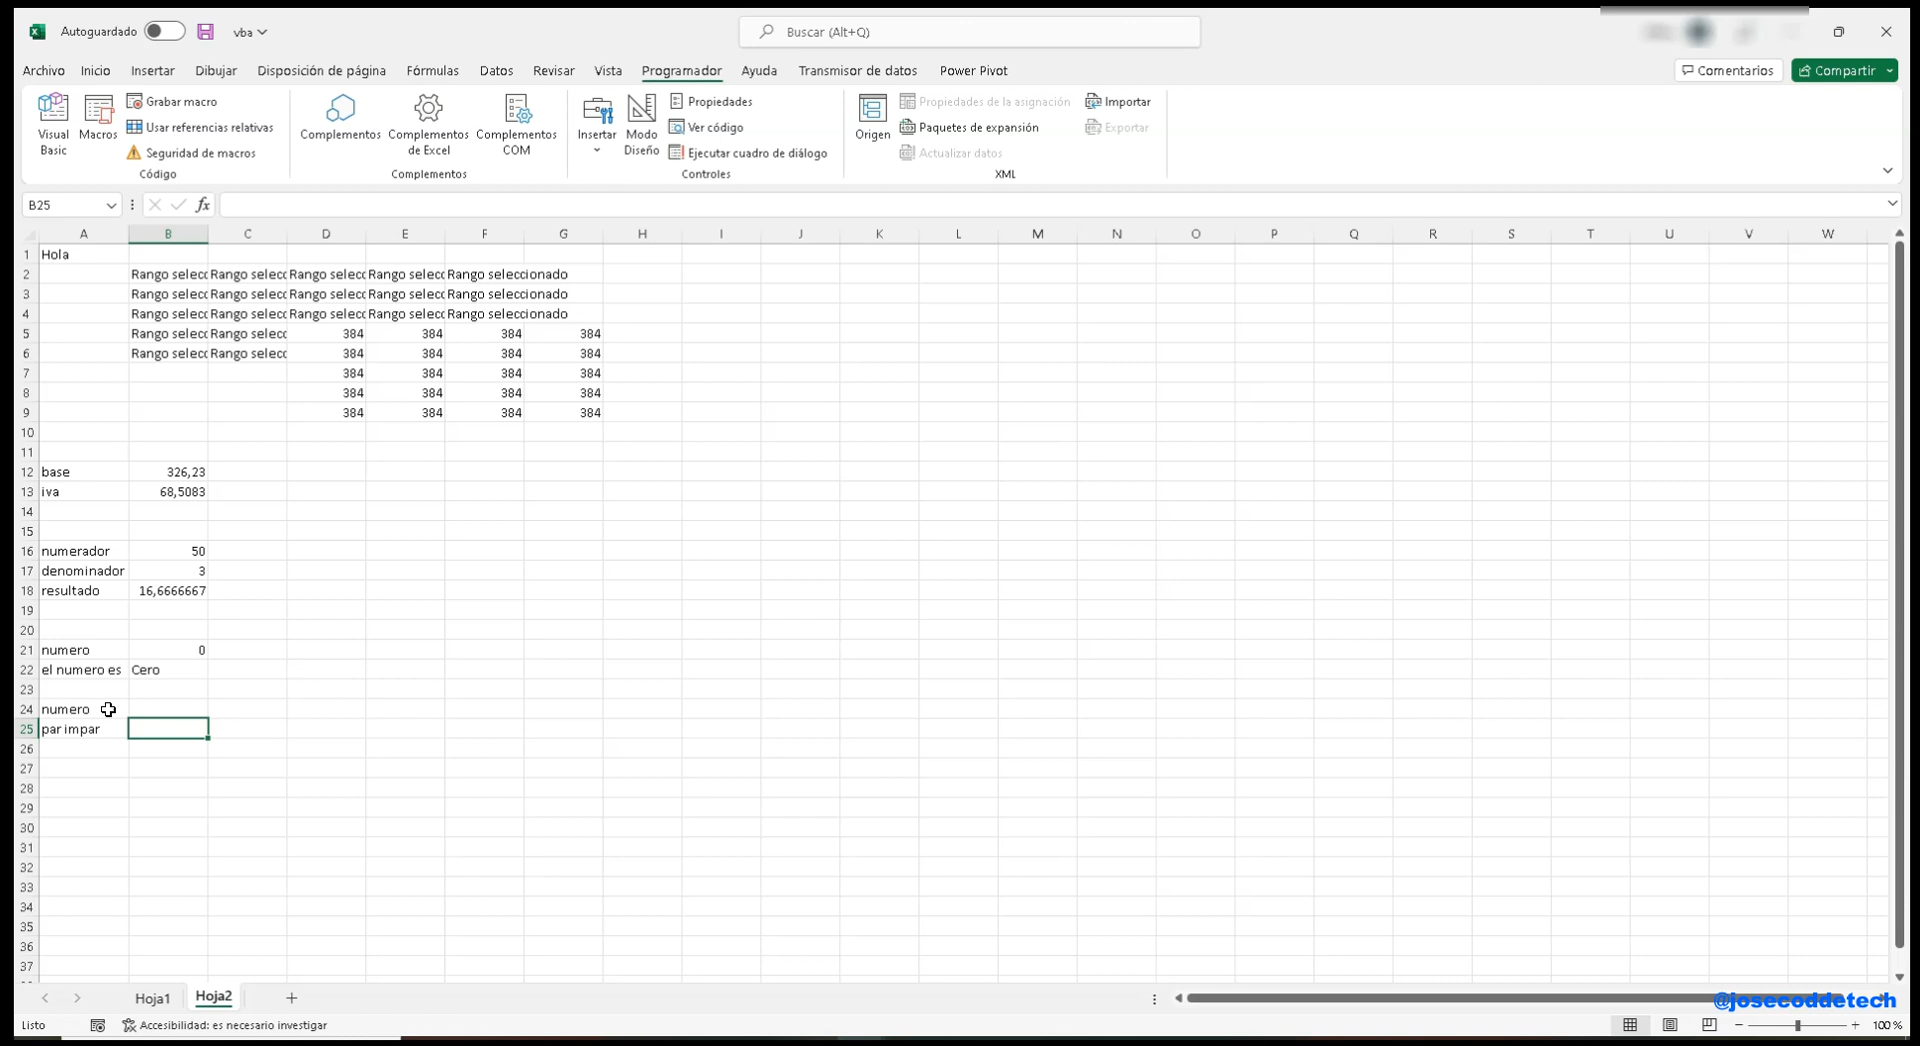 Autoguardado vba Buscar (Alt+Q)
Archivo Inicio Insertar Dibujar Disposición de página Fórmulas Datos Revisar Vista Programador Ayuda Transmisor de datos Power Pivot Comentarios Compartir
Visual Basic
Macros
Grabar macro
Usar referencias relativas
Seguridad de macros
Código
Complementos
Complementos de Excel
Complementos COM
Complementos
Insertar
Modo Diseño
Propiedades
Ver código
Ejecutar cuadro de diálogo
Controles
Origen
Propiedades de la asignación
Paquetes de expansión
Actualizar datos
Importar
Exportar
XML
B25 fx
A B C D E F G H I J K L M N O P Q R S T U V W
1 Hola
2 Rango selecc Rango selecc Rango selecc Rango selecc Rango seleccionado
3 Rango selecc Rango selecc Rango selecc Rango selecc Rango seleccionado
4 Rango selecc Rango selecc Rango selecc Rango selecc Rango seleccionado
5 Rango selecc Rango selecc 384 384 384 384
6 Rango selecc Rango selecc 384 384 384 384
7 384 384 384 384
8 384 384 384 384
9 384 384 384 384
10
11
12 base 326,23
13 iva 68,5083
14
15
16 numerador 50
17 denominador 3
18 resultado 16,6666667
19
20
21 numero 0
22 el numero es Cero
23
24 numero
25 par impar
26
27
28
29
30
31
32
33
34
35
36
37
Hoja1 Hoja2
@josecoddetech
Listo Accesibilidad: es necesario investigar 100 %